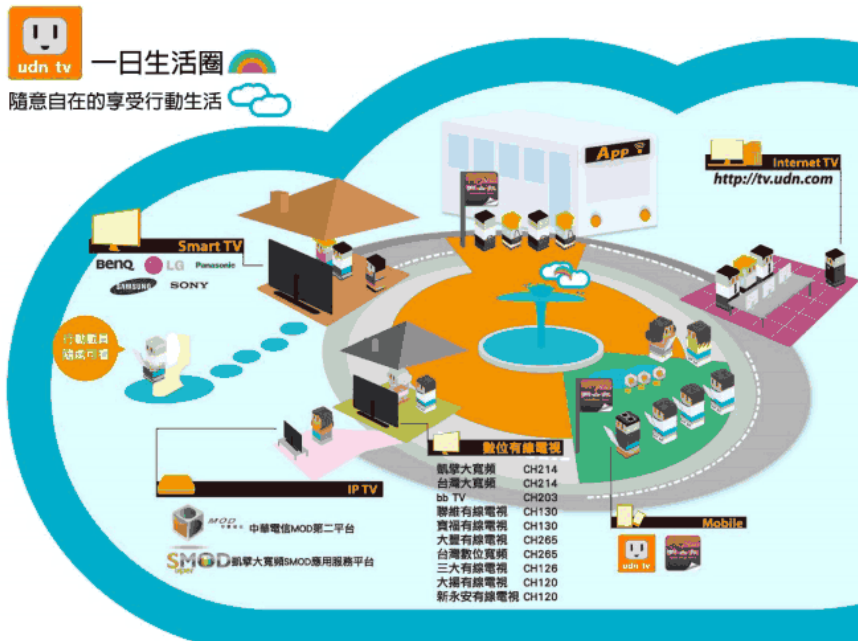 udn tv
一日生活圈
隨意自在的享受行動生活
App
Internet TV
http://tv.udn.com
Smart TV
BenQ
LG
Panasonic
SAMSUNG
SONY
隨處可看
數位有線電視
凱擘大寬頻 CH214
台灣大寬頻 CH214
bb TV CH203
聯維有線電視 CH130
寶福有線電視 CH130
大豐有線電視 CH265
台灣數位寬頻 CH265
三大有線電視 CH126
大揚有線電視 CH120
新永安有線電視 CH120
IP TV
MOD
中華電信MOD第二平台
Super SMOD
凱擘大寬頻SMOD應用服務平台
Mobile
udn tv